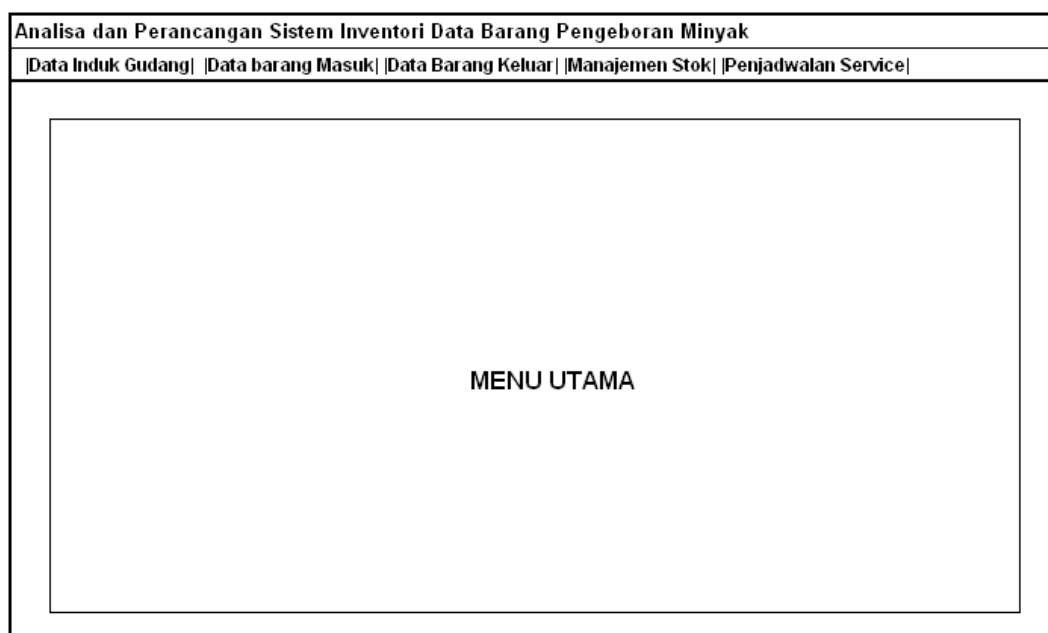 Analisa dan Perancangan Sistem Inventori Data Barang Pengeboran Minyak
|Data Induk Gudang| |Data barang Masuk| |Data Barang Keluar| |Manajemen Stok| |Penjadwalan Service|
MENU UTAMA